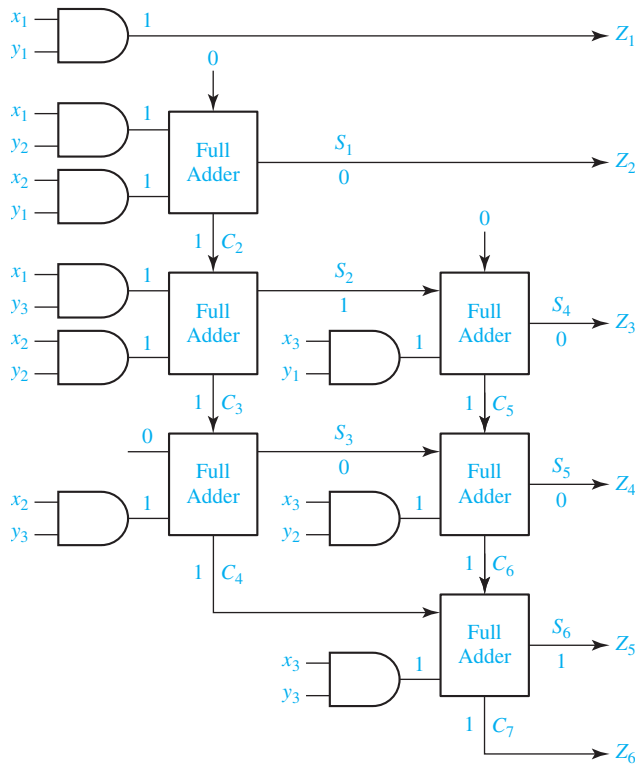 x₁ 1
y₁ Z₁
0
x₁ 1
y₂ Full Adder S₁ Z₂
x₂ 1 0
y₁
1 C₂ 0
x₁ 1 S₂
y₃ Full Adder 1 Full Adder S₄ Z₃
x₂ 1 x₃ 1 0
y₂ y₁
1 C₃ 1 C₅
0 S₃
Full Adder 0 Full Adder S₅ Z₄
x₂ 1 x₃ 1 0
y₃ y₂
1 C₄ 1 C₆
Full Adder S₆ Z₅
x₃ 1 1
y₃
1 C₇
Z₆